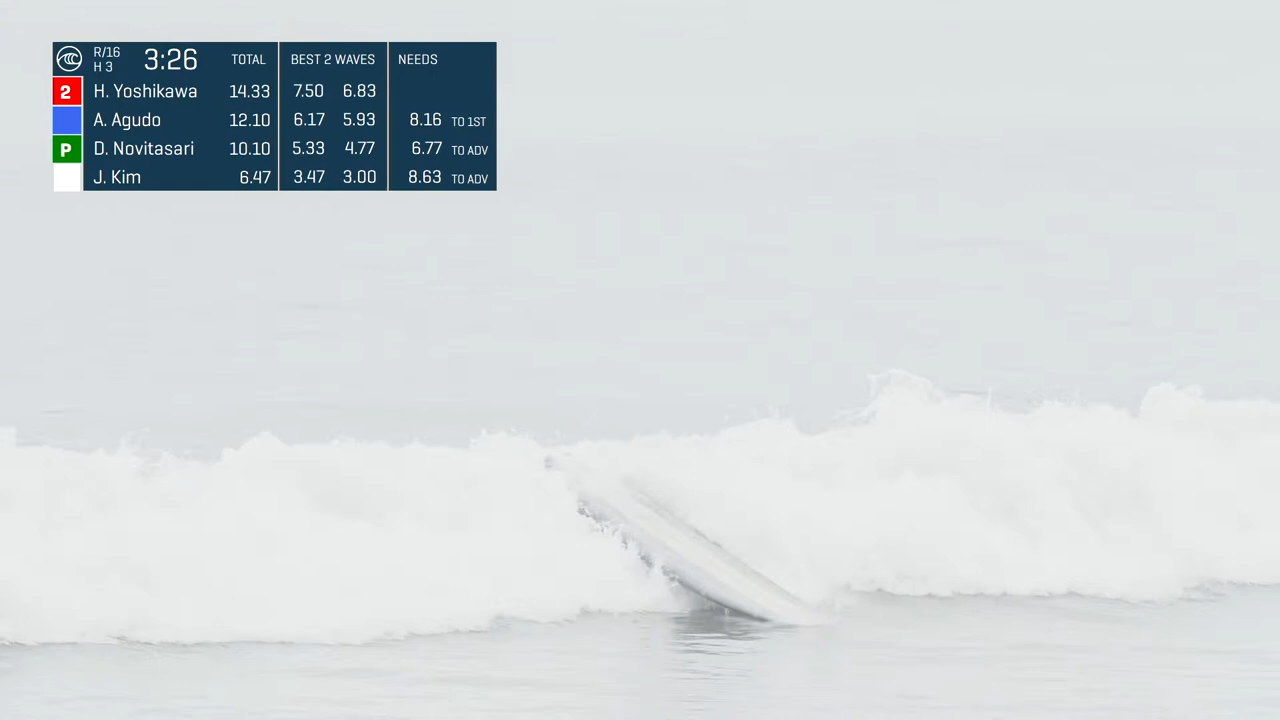 R/16 H 3 3:26 TOTAL BEST 2 WAVES NEEDS
2 H. Yoshikawa 14.33 7.50 6.83
A. Agudo 12.10 6.17 5.93 8.16 TO 1ST
P D. Novitasari 10.10 5.33 4.77 6.77 TO ADV
J. Kim 6.47 3.47 3.00 8.63 TO ADV